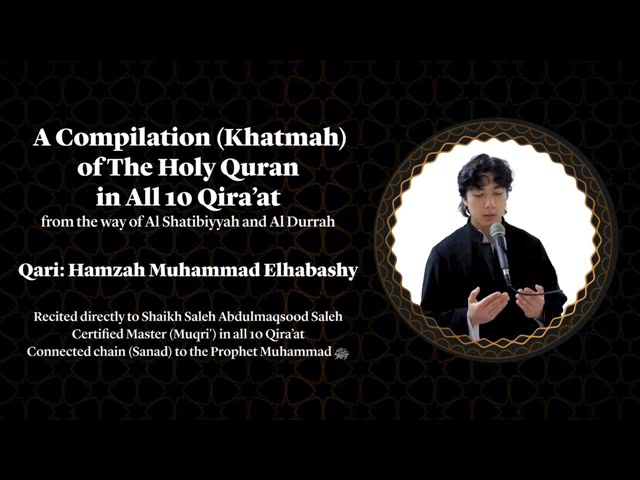 A Compilation (Khatmah)
of The Holy Quran
in All 10 Qira’at
from the way of Al Shatibiyyah and Al Durrah
Qari: Hamzah Muhammad Elhabashy
Recited directly to Shaikh Saleh Abdulmaqsood Saleh
Certified Master (Muqri') in all 10 Qira’at
Connected chain (Sanad) to the Prophet Muhammad ﷺ